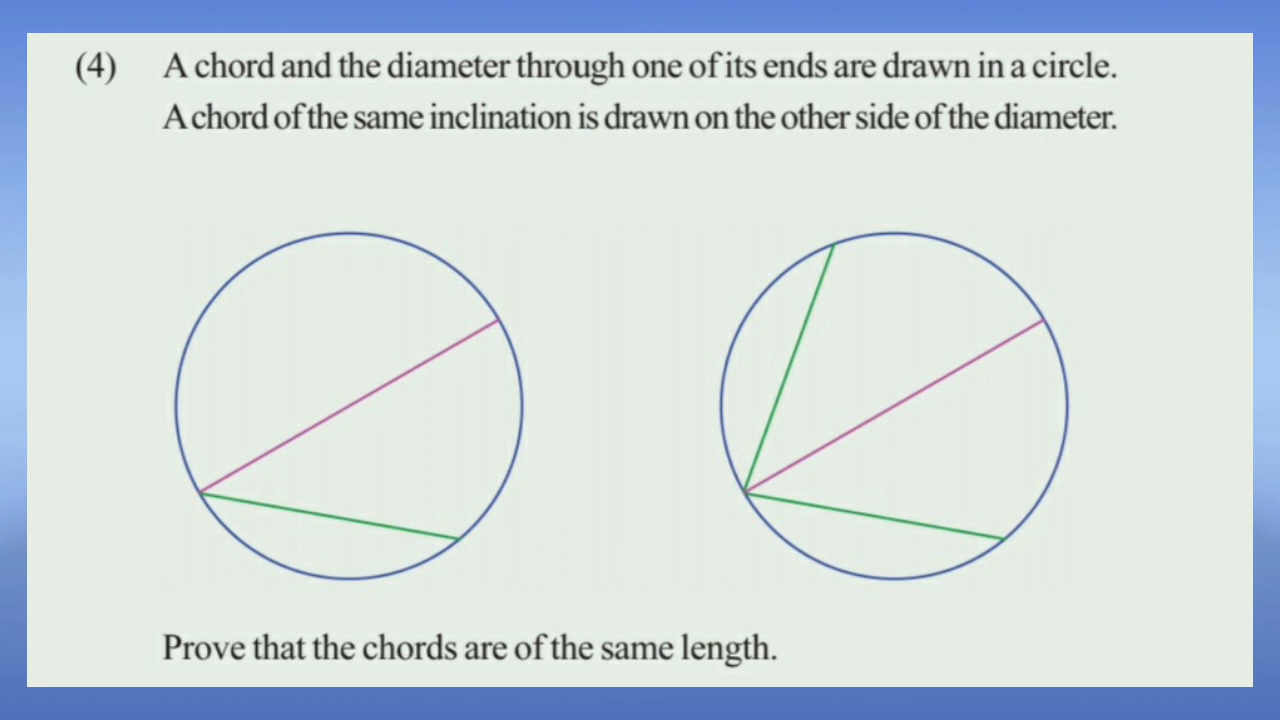 (4) A chord and the diameter through one of its ends are drawn in a circle.
A chord of the same inclination is drawn on the other side of the diameter.
Prove that the chords are of the same length.